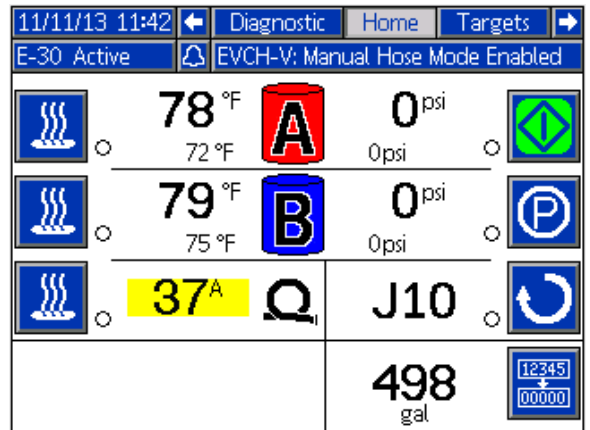 11/11/13 11:42 Diagnostic Home Targets
E-30 Active EVCH-V: Manual Hose Mode Enabled
78 °F A 0 psi
72 °F 0psi
79 °F B 0 psi
75 °F 0psi
P
37 A J10
498
gal
12345
00000